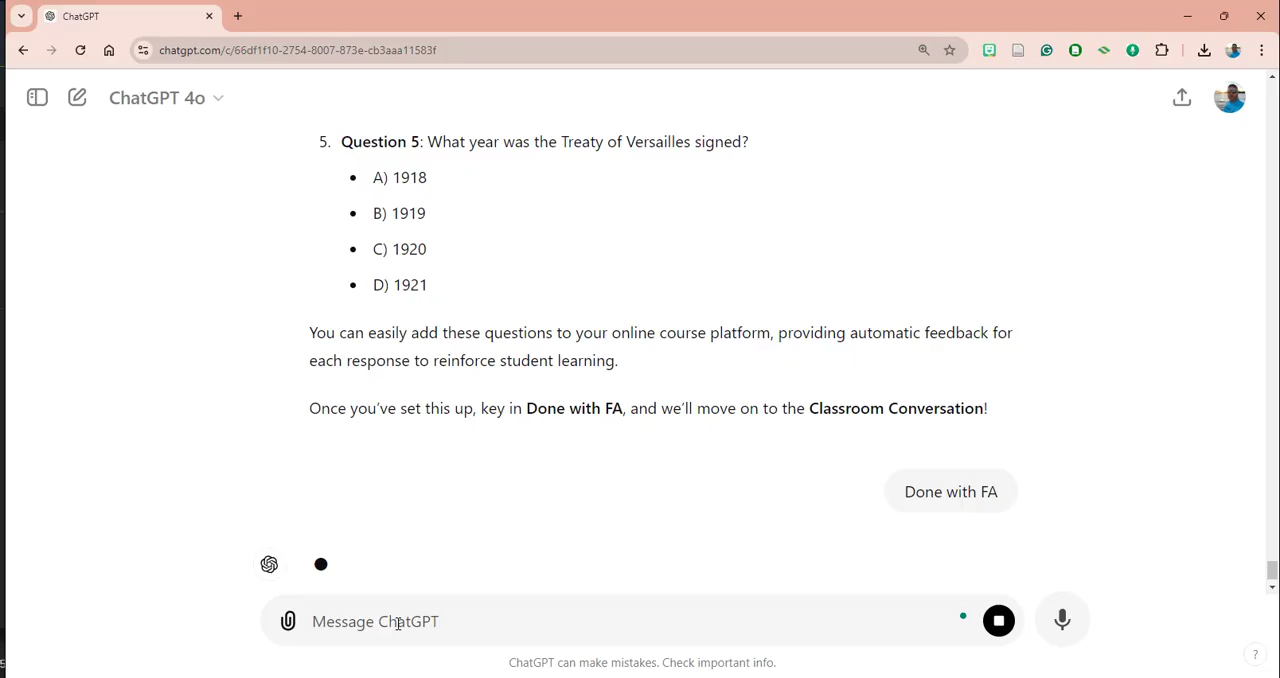 ChatGPT
chatgpt.com/c/66df1f10-2754-8007-873e-cb3aaa11583f
ChatGPT 4o
5. Question 5: What year was the Treaty of Versailles signed?
• A) 1918
• B) 1919
• C) 1920
• D) 1921
You can easily add these questions to your online course platform, providing automatic feedback for
each response to reinforce student learning.
Once you’ve set this up, key in Done with FA, and we’ll move on to the Classroom Conversation!
Done with FA
Message ChatGPT
ChatGPT can make mistakes. Check important info.
?